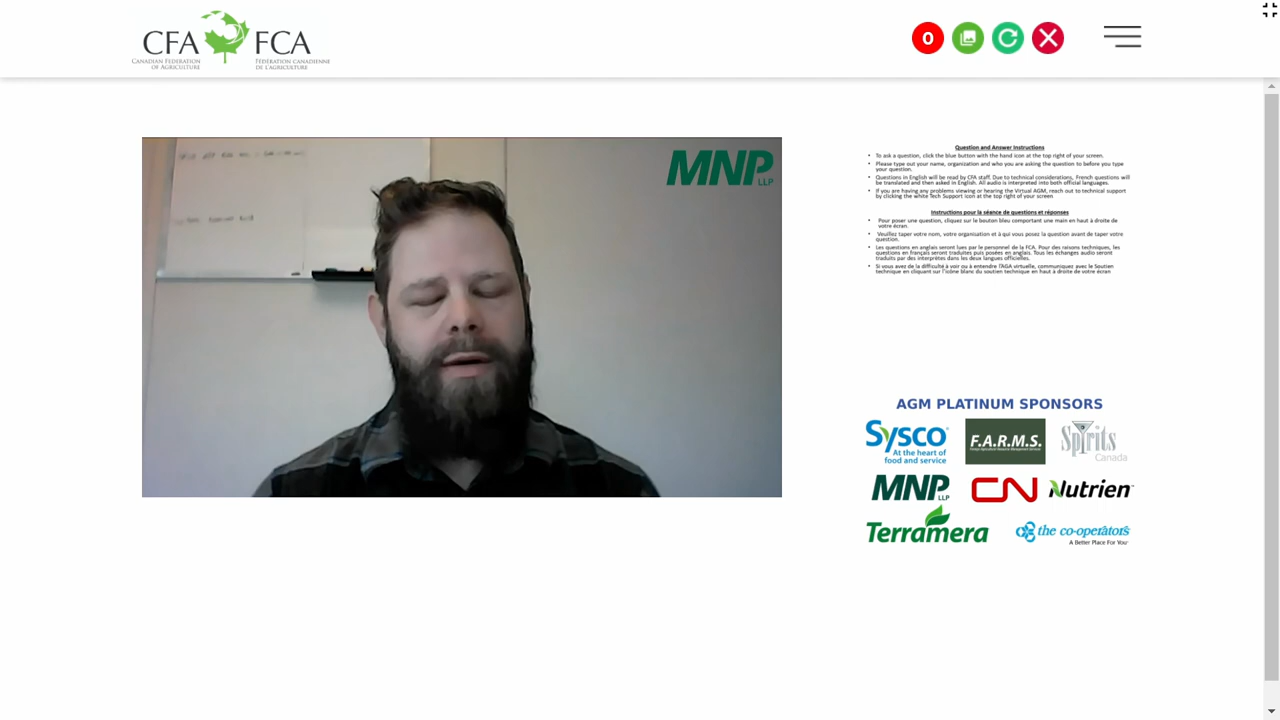 CFA FCA
CANADIAN FEDERATION OF AGRICULTURE
FÉDÉRATION CANADIENNE DE L'AGRICULTURE
0
MNP LLP
Question and Answer Instructions
• To ask a question, click the blue button with the hand icon at the top right of your screen.
• Please type out your name, organization and who you are asking the question to before you type
your question.
• Questions in English will be read by CFA staff. Due to technical considerations, French questions will
be translated and then asked in English. All audio is interpreted into both official languages.
• If you are having any problems viewing or hearing the Virtual AGM, reach out to technical support
by clicking the white Tech Support icon at the top right of your screen
Instructions pour la séance de questions et réponses
• Pour poser une question, cliquez sur le bouton bleu comportant une main en haut à droite de
votre écran.
• Veuillez taper votre nom, votre organisation et à qui vous posez la question avant de taper votre
question.
• Les questions en anglais seront lues par le personnel de la FCA. Pour des raisons techniques, les
questions en français seront traduites puis posées en anglais. Tous les échanges audio seront
traduits par des interprètes dans les deux langues officielles.
• Si vous avez de la difficulté à voir ou à entendre l'AGA virtuelle, communiquez avec le Soutien
technique en cliquant sur l'icône blanc du soutien technique en haut à droite de votre écran
AGM PLATINUM SPONSORS
Sysco
At the heart of
food and service
F.A.R.M.S.
Spirits
Canada
MNP LLP
CN
Nutrien
Terramera
the co-operators
A Better Place For You